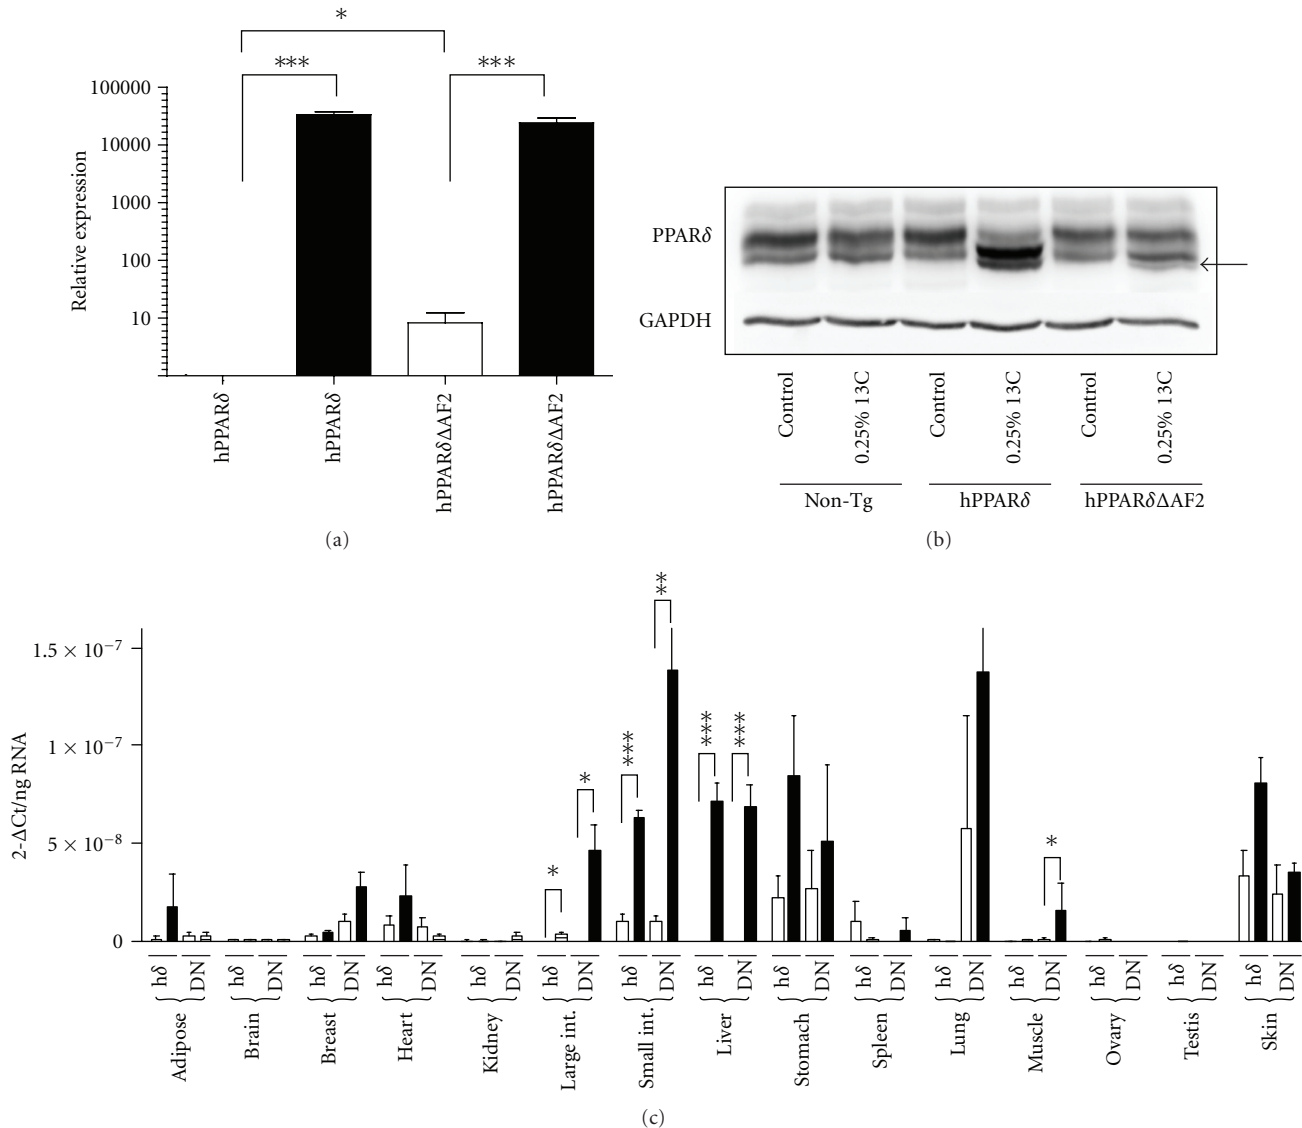 *
***
***
100000
10000
1000
100
10
Relative expression
hPPARδ
hPPARδ
hPPARδΔAF2
hPPARδΔAF2
(a)
PPARδ
GAPDH
Control
0.25% 13C
Control
0.25% 13C
Control
0.25% 13C
Non-Tg
hPPARδ
hPPARδΔAF2
(b)
1.5 × 10⁻⁷
1 × 10⁻⁷
5 × 10⁻⁸
0
2-ΔCt/ng RNA
*
*
***
**
***
***
*
hδ DN hδ DN hδ DN hδ DN hδ DN hδ DN hδ DN hδ DN hδ DN hδ DN hδ DN hδ DN hδ DN hδ DN hδ DN
Adipose
Brain
Breast
Heart
Kidney
Large int.
Small int.
Liver
Stomach
Spleen
Lung
Muscle
Ovary
Testis
Skin
(c)